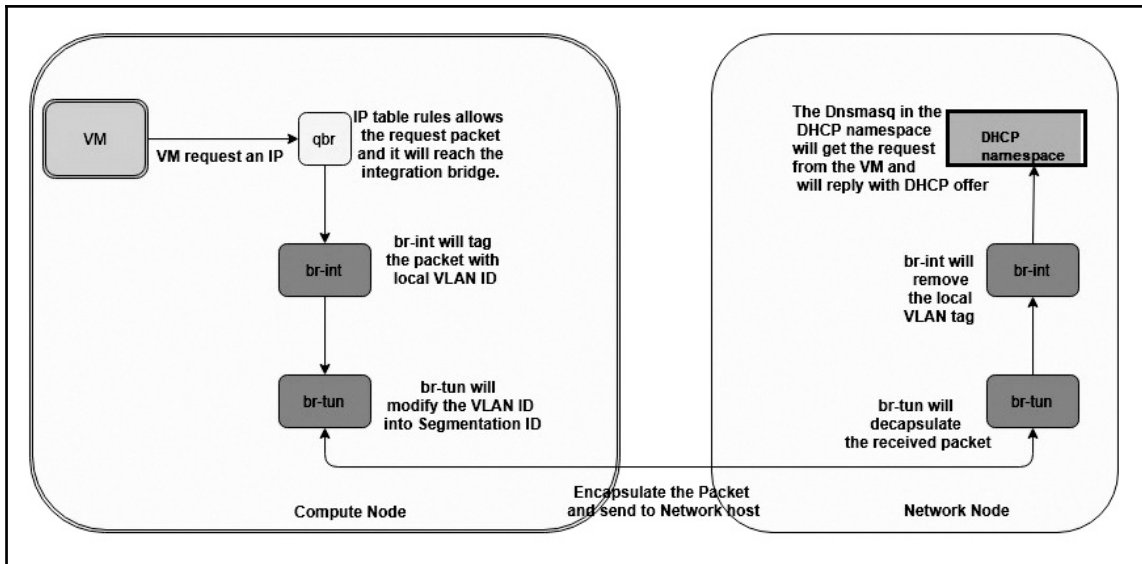 VM
VM request an IP
qbr
IP table rules allows
the request packet
and it will reach the
integration bridge.
br-int
br-int will tag
the packet with
local VLAN ID
br-tun
br-tun will
modify the VLAN ID
into Segmentation ID
Compute Node
Encapsulate the Packet
and send to Network host
The Dnsmasq in the
DHCP namespace
will get the request
from the VM and
will reply with DHCP offer
DHCP
namespace
br-int will
remove
the local
VLAN tag
br-int
br-tun will
decapsulate
the received packet
br-tun
Network Node